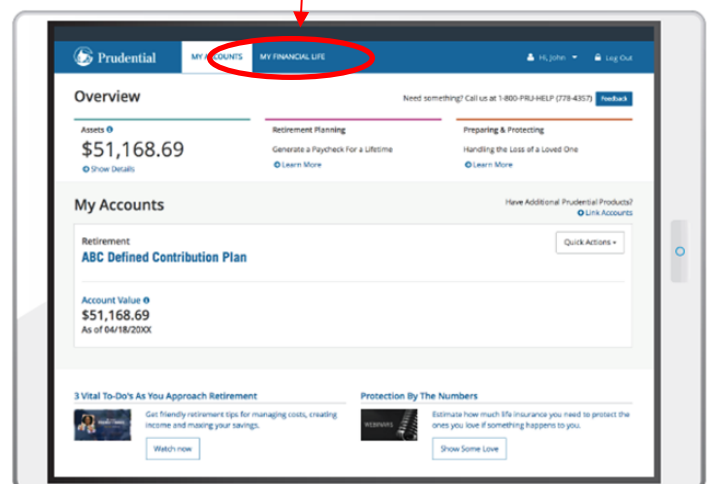 Prudential
MY ACCOUNTS
MY FINANCIAL LIFE
Hi, John
Log Out
Overview
Need something? Call us at 1-800-PRU-HELP (778-4357)
Feedback
Assets
$51,168.69
Show Details
Retirement Planning
Generate a Paycheck For a Lifetime
Learn More
Preparing & Protecting
Handling the Loss of a Loved One
Learn More
My Accounts
Have Additional Prudential Products?
Link Accounts
Retirement
ABC Defined Contribution Plan
Quick Actions
Account Value
$51,168.69
As of 04/18/20XX
3 Vital To-Do's As You Approach Retirement
Get friendly retirement tips for managing costs, creating
income and maxing your savings.
Watch now
Protection By The Numbers
WEBINARS
Estimate how much life insurance you need to protect the
ones you love if something happens to you.
Show Some Love